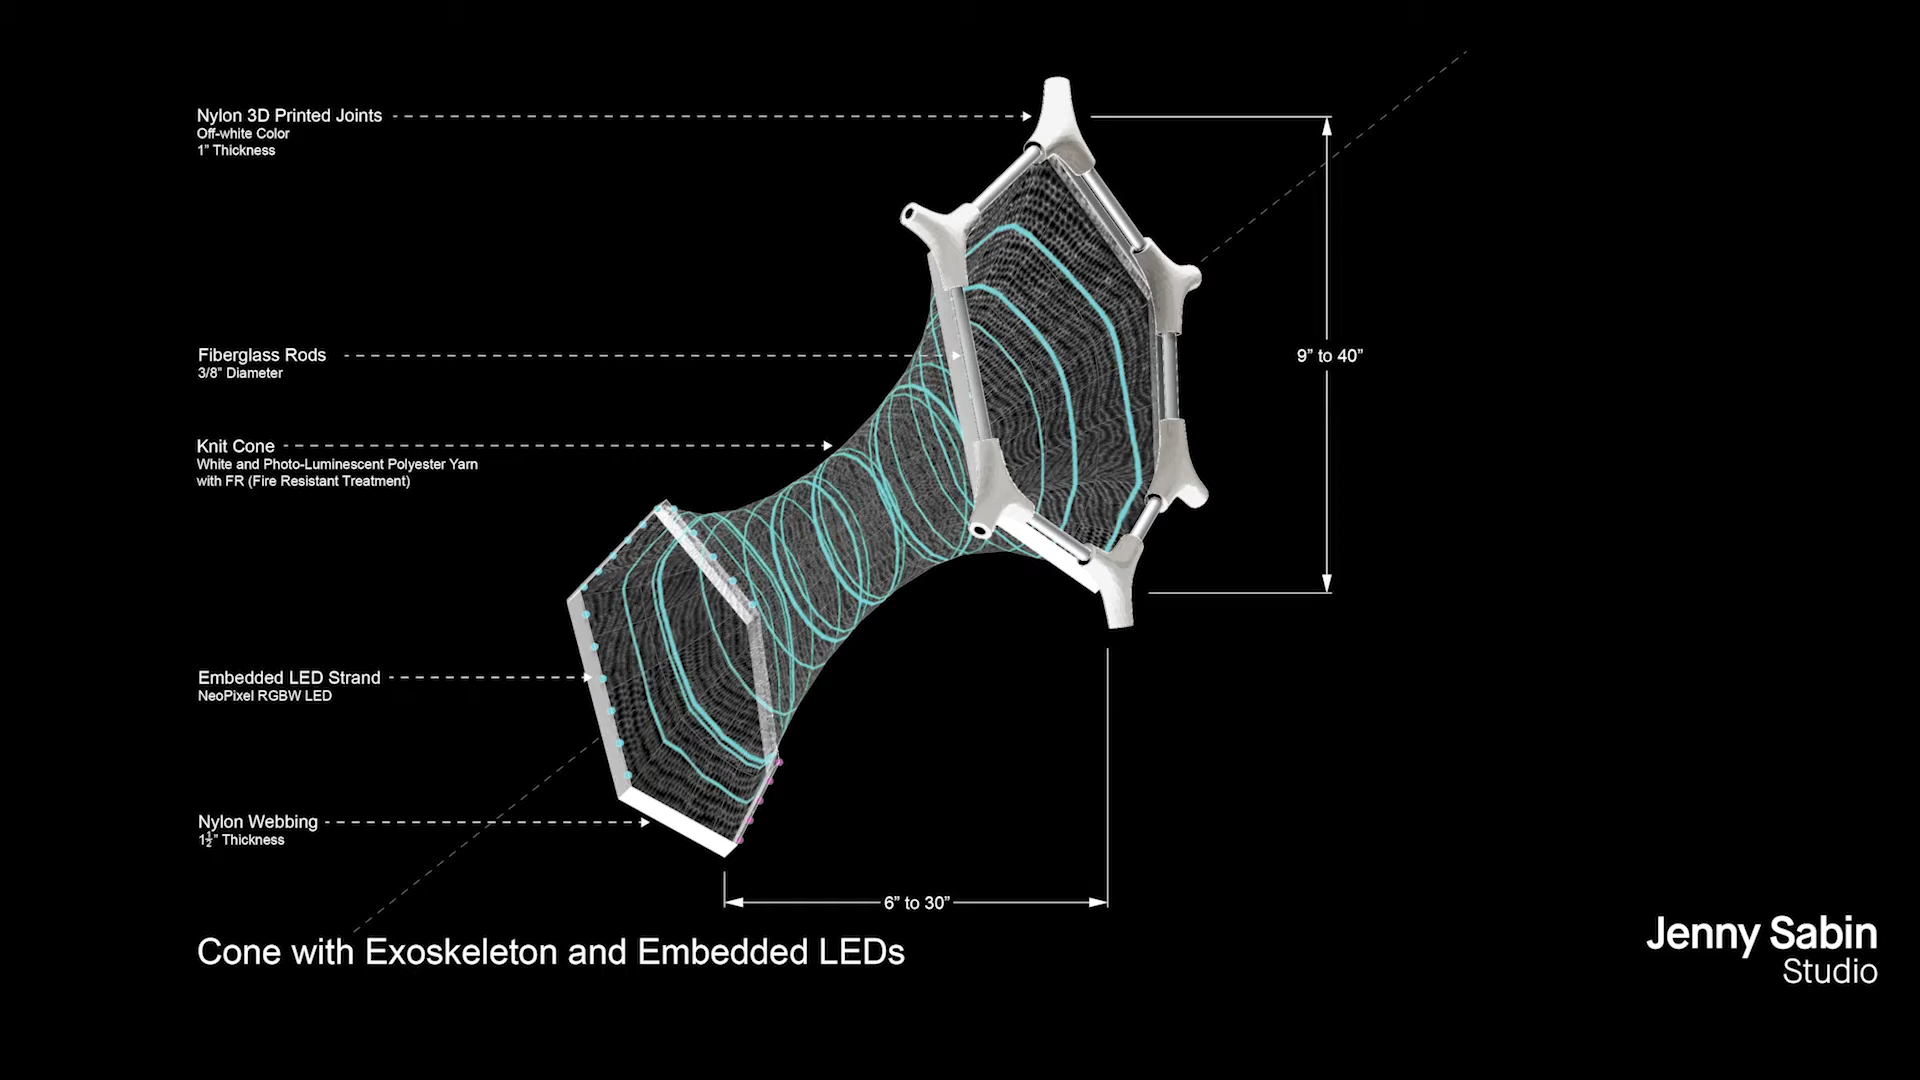 Nylon 3D Printed Joints
Off-white Color
1” Thickness
Fiberglass Rods
3/8” Diameter
9” to 40”
Knit Cone
White and Photo-Luminescent Polyester Yarn
with FR (Fire Resistant Treatment)
Embedded LED Strand
NeoPixel RGBW LED
Nylon Webbing
1½” Thickness
6” to 30”
Cone with Exoskeleton and Embedded LEDs
Jenny Sabin
Studio